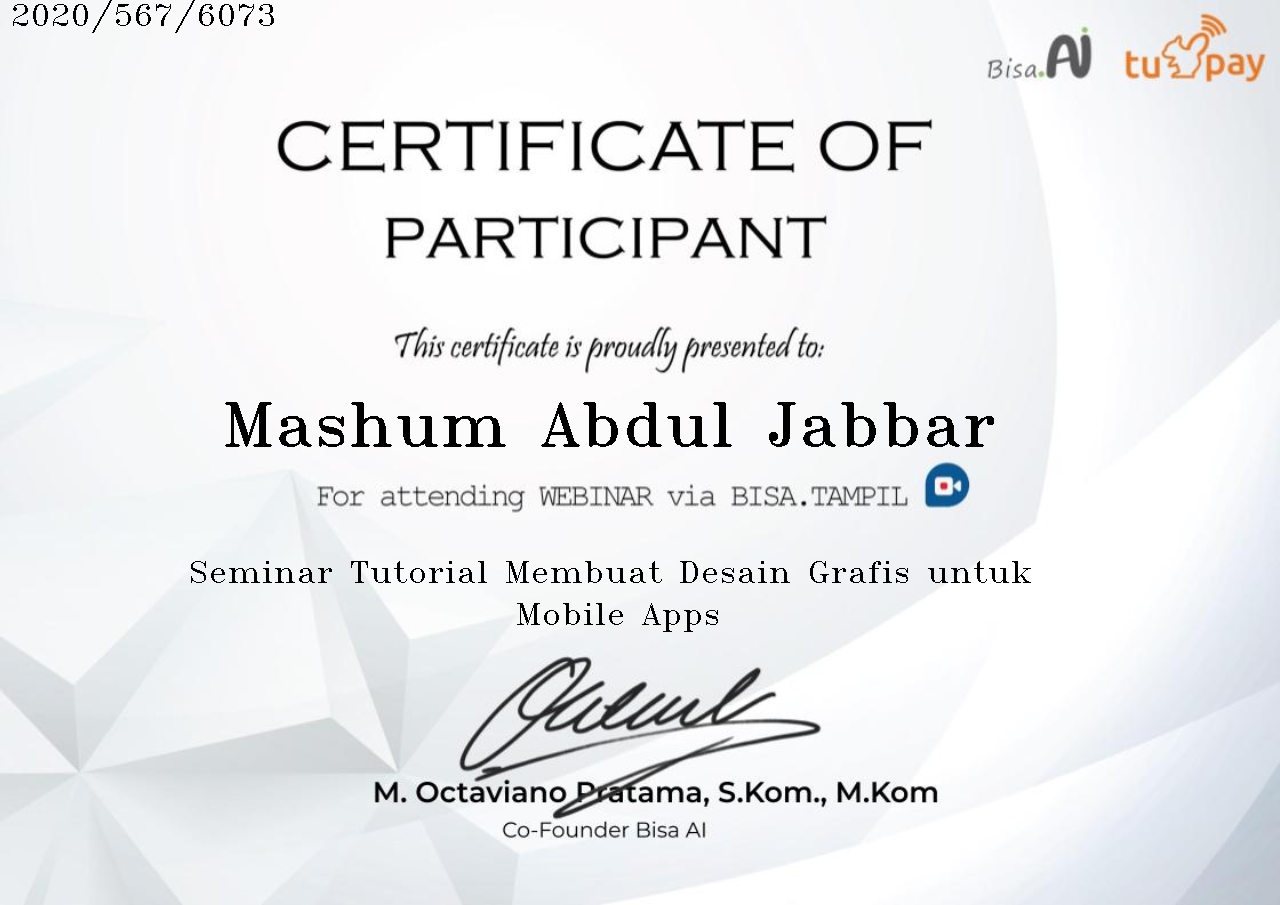 2020/567/6073
Bisa.AI tupay
CERTIFICATE OF
PARTICIPANT
This certificate is proudly presented to:
Mashum Abdul Jabbar
For attending WEBINAR via BISA.TAMPIL
Seminar Tutorial Membuat Desain Grafis untuk
Mobile Apps
M. Octaviano Pratama, S.Kom., M.Kom
Co-Founder Bisa AI